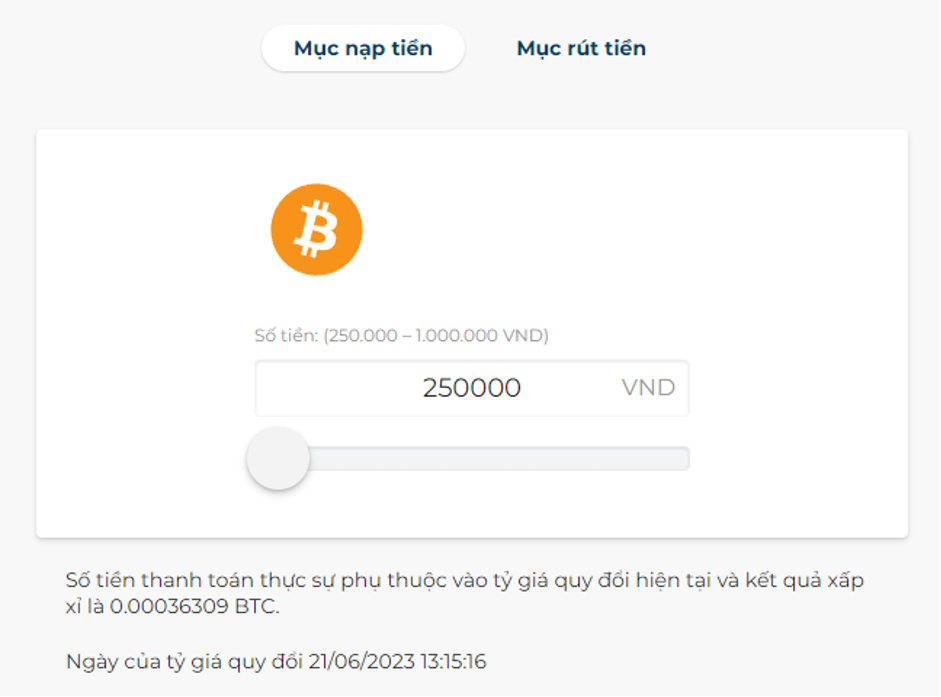 Mục nạp tiền
Mục rút tiền
Số tiền: (250.000 – 1.000.000 VND)
250000 VND
Số tiền thanh toán thực sự phụ thuộc vào tỷ giá quy đổi hiện tại và kết quả xấp
xỉ là 0.00036309 BTC.
Ngày của tỷ giá quy đổi 21/06/2023 13:15:16